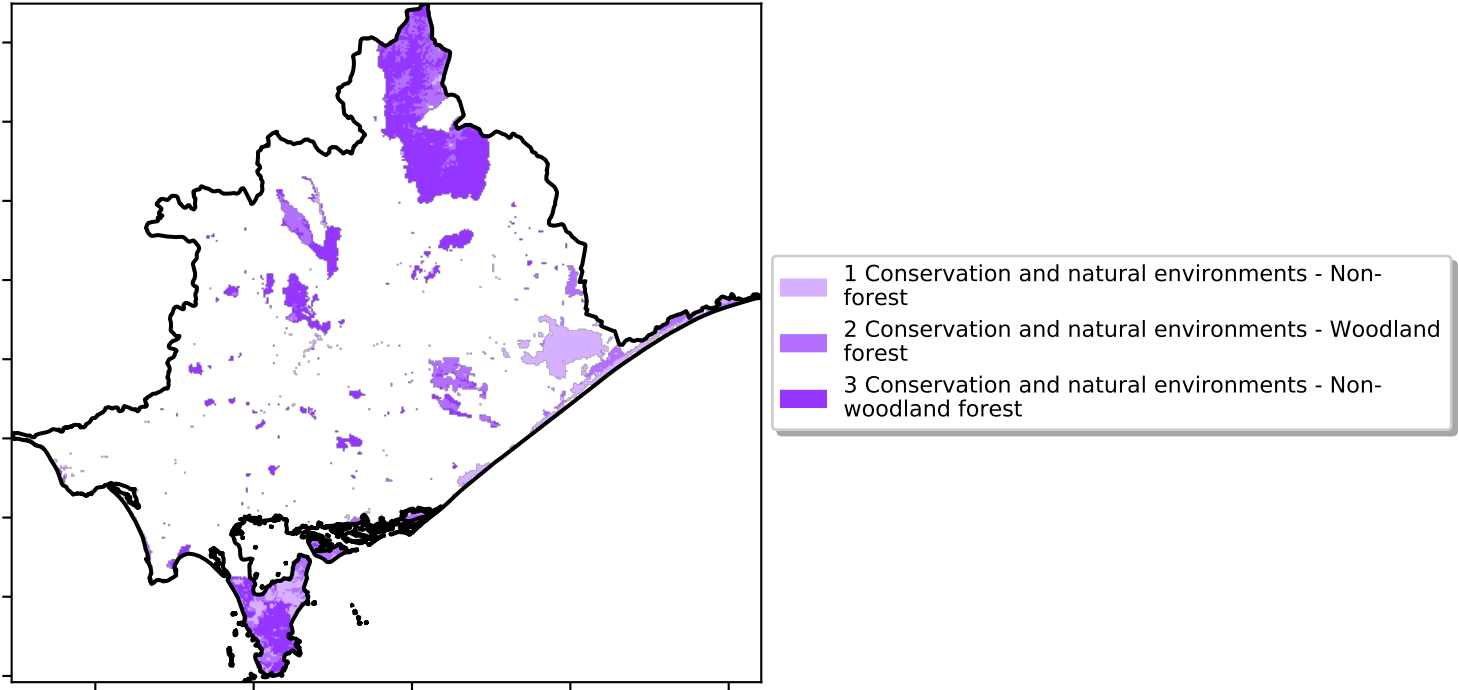 1 Conservation and natural environments - Non-
forest
2 Conservation and natural environments - Woodland
forest
3 Conservation and natural environments - Non-
woodland forest